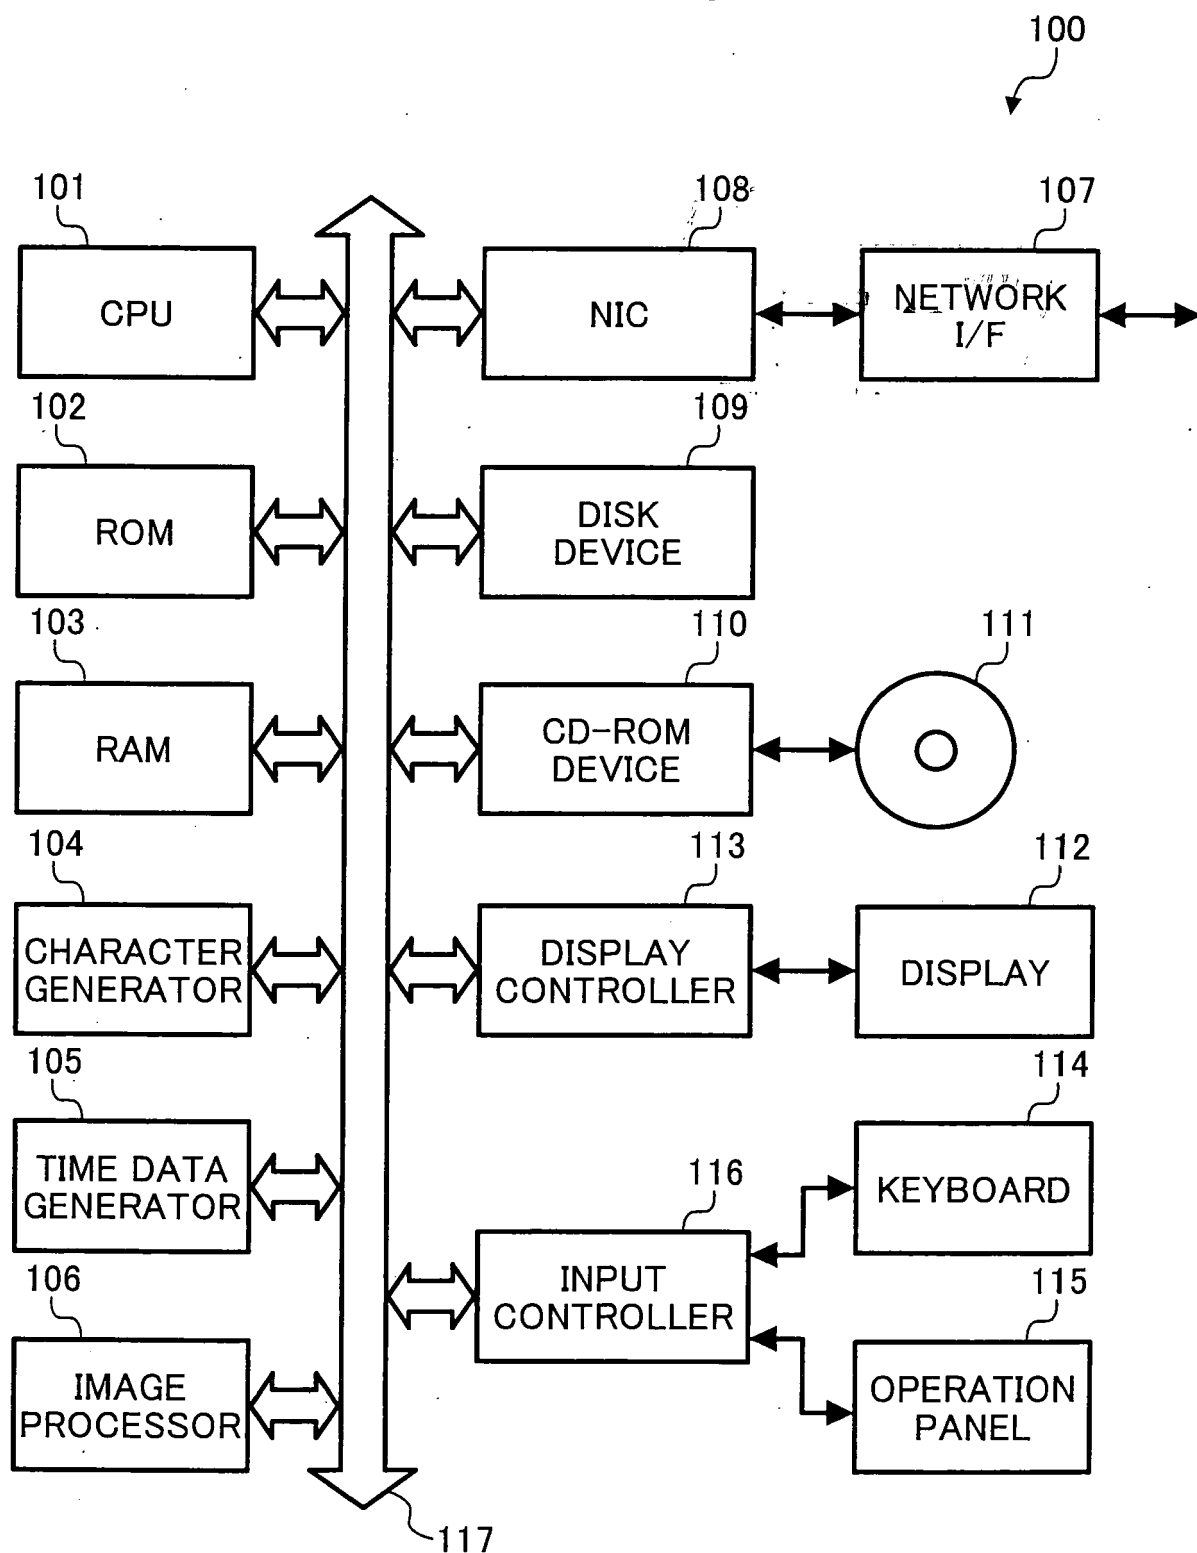 100
101
108
107
CPU
NIC
NETWORK
I/F
102
109
ROM
DISK
DEVICE
103
110
111
RAM
CD-ROM
DEVICE
104
113
112
CHARACTER
GENERATOR
DISPLAY
CONTROLLER
DISPLAY
105
114
TIME DATA
GENERATOR
116
KEYBOARD
106
INPUT
CONTROLLER
115
IMAGE
PROCESSOR
OPERATION
PANEL
117